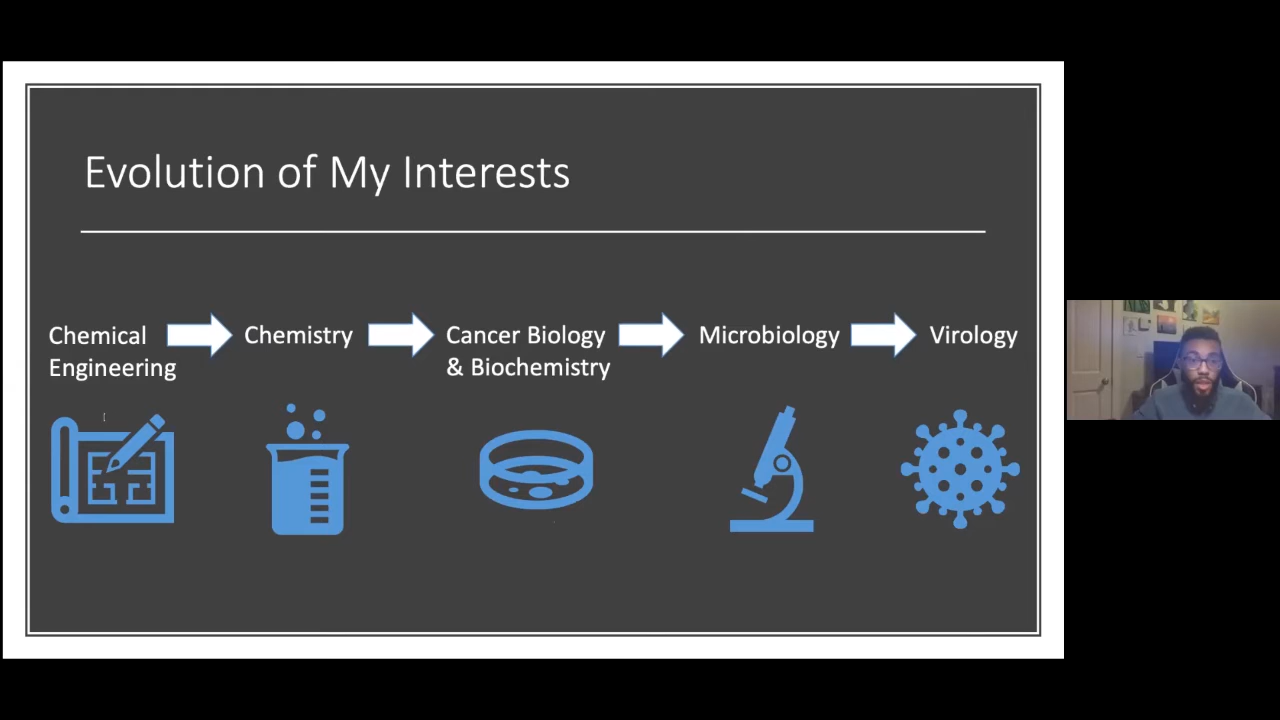 Evolution of My Interests
Chemical
Engineering
Chemistry
Cancer Biology
& Biochemistry
Microbiology
Virology